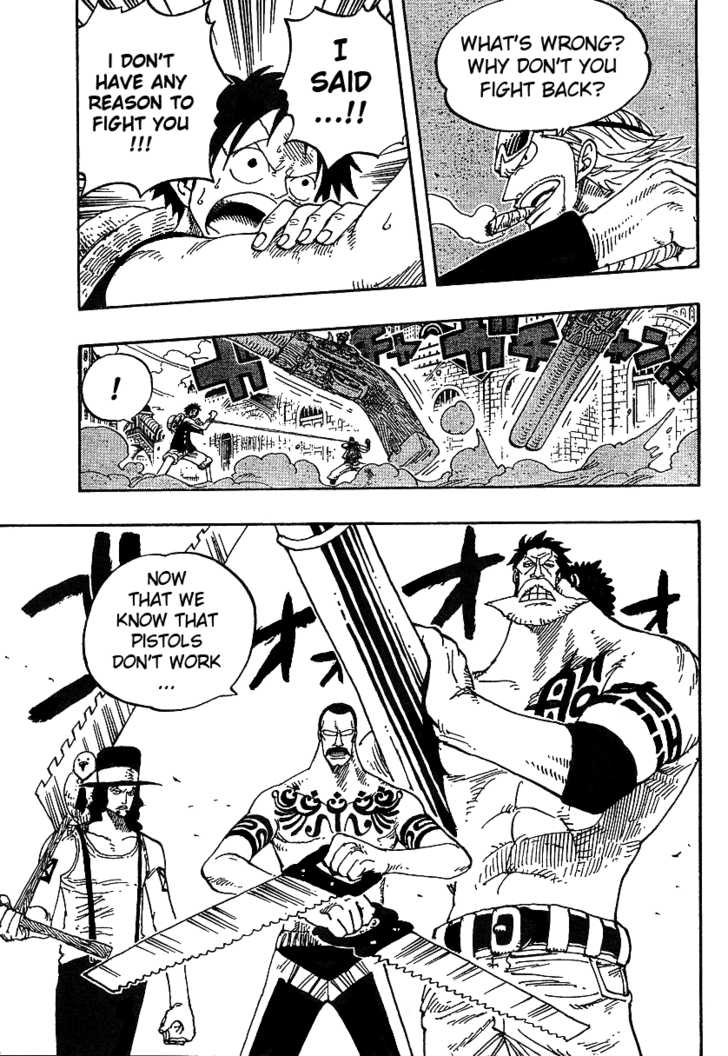 WHAT'S WRONG?
WHY DON'T YOU
FIGHT BACK?
I
SAID
...!!
I DON'T
HAVE ANY
REASON TO
FIGHT YOU
!!!
!
NOW
THAT WE
KNOW THAT
PISTOLS
DON'T WORK
...